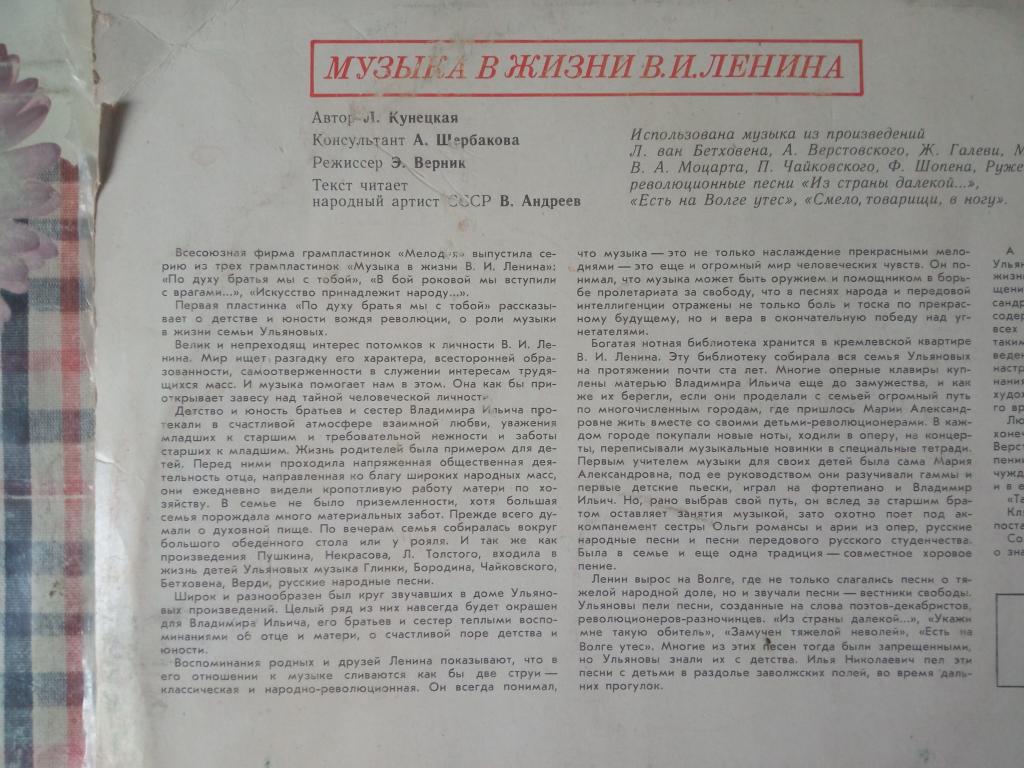 МУЗЫКА В ЖИЗНИ В.И.ЛЕНИНА
Автор Л. Кунецкая
Консультант А. Щербакова
Режиссер Э. Верник
Текст читает
народный артист СССР В. Андреев
Использована музыка из произведений
Л. ван Бетховена, А. Верстовского, Ж. Галеви, М
В. А. Моцарта, П. Чайковского, Ф. Шопена, Руже
революционные песни «Из страны далекой...»,
«Есть на Волге утес», «Смело, товарищи, в ногу».
Всесоюзная фирма грампластинок «Мелодия» выпустила се-
рию из трех грампластинок «Музыка в жизни В. И. Ленина»:
«По духу братья мы с тобой», «В бой роковой мы вступили
с врагами...», «Искусство принадлежит народу...».
Первая пластинка «По духу братья мы с тобой» рассказы-
вает о детстве и юности вождя революции, о роли музыки
в жизни семьи Ульяновых.
Велик и непреходящ интерес потомков к личности В. И. Ле-
нина. Мир ищет разгадку его характера, всесторонней обра-
зованности, самоотверженности в служении интересам трудя-
щихся масс. И музыка помогает нам в этом. Она как бы при-
открывает завесу над тайной человеческой личности.
Детство и юность братьев и сестер Владимира Ильича про-
текали в счастливой атмосфере взаимной любви, уважения
младших к старшим и требовательной нежности и заботы
старших к младшим. Жизнь родителей была примером для де-
тей. Перед ними проходила напряженная общественная дея-
тельность отца, направленная ко благу широких народных масс,
они ежедневно видели кропотливую работу матери по хо-
зяйству. В семье не было приземленности, хотя большая
семья порождала много материальных забот. Прежде всего ду-
мали о духовной пище. По вечерам семья собиралась вокруг
большого обеденного стола или у рояля. И так же как
произведения Пушкина, Некрасова, Л. Толстого, входила в
жизнь детей Ульяновых музыка Глинки, Бородина, Чайковского,
Бетховена, Верди, русские народные песни.
Широк и разнообразен был круг звучавших в доме Ульяно-
вых произведений. Целый ряд из них навсегда будет окрашен
для Владимира Ильича, его братьев и сестер теплыми воспо-
минаниями об отце и матери, о счастливой поре детства и
юности.
Воспоминания родных и друзей Ленина показывают, что в
его отношении к музыке сливаются как бы две струи —
классическая и народно-революционная. Он всегда понимал,
что музыка — это не только наслаждение прекрасными мело-
диями — это еще и огромный мир человеческих чувств. Он по-
нимал, что музыка может быть оружием и помощником в борь-
бе пролетариата за свободу, что в песнях народа и передовой
интеллигенции отражены не только боль и тоска по прекрас-
ному будущему, но и вера в окончательную победу над уг-
нетателями.
Богатая нотная библиотека хранится в кремлевской квартире
В. И. Ленина. Эту библиотеку собирала вся семья Ульяновых
на протяжении почти ста лет. Многие оперные клавиры куп-
лены матерью Владимира Ильича еще до замужества, и как
же их берегли, если они проделали с семьей огромный путь
по многочисленным городам, где пришлось Марии Александ-
ровне жить вместе со своими детьми-революционерами. В каж-
дом городе покупали новые ноты, ходили в оперу, на концер-
ты, переписывали музыкальные новинки в специальные тетради.
Первым учителем музыки для своих детей была сама Мария
Александровна, под ее руководством они разучивали гаммы и
первые детские пьески, играл на фортепиано и Владимир
Ильич. Но, рано выбрав свой путь, он вслед за старшим бра-
том оставляет занятия музыкой, зато охотно поет под ак-
компанемент сестры Ольги романсы и арии из опер, русские
народные песни и песни передового русского студенчества.
Была в семье и еще одна традиция — совместное хоровое
пение.
Ленин вырос на Волге, где не только слагались песни о тя-
желой народной доле, но и звучали песни — вестники свободы.
Ульяновы пели песни, созданные на слова поэтов-декабристов,
революционеров-разночинцев. «Из страны далекой...», «Укажи
мне такую обитель», «Замучен тяжелой неволей», «Есть на
Волге утес». Многие из этих песен тогда были запрещенными,
но Ульяновы знали их с детства. Илья Николаевич пел эти
песни с детьми в раздолье заволжских полей, во время даль-
них прогулок.
А
Ульян
жизни
щени
сандр
содер
всех
таким
веден
настр
нания
худож
го вр
Лю
хонеч
Верст
пени
чужд
и в е
«Та
Кля
поста
Со
о зна